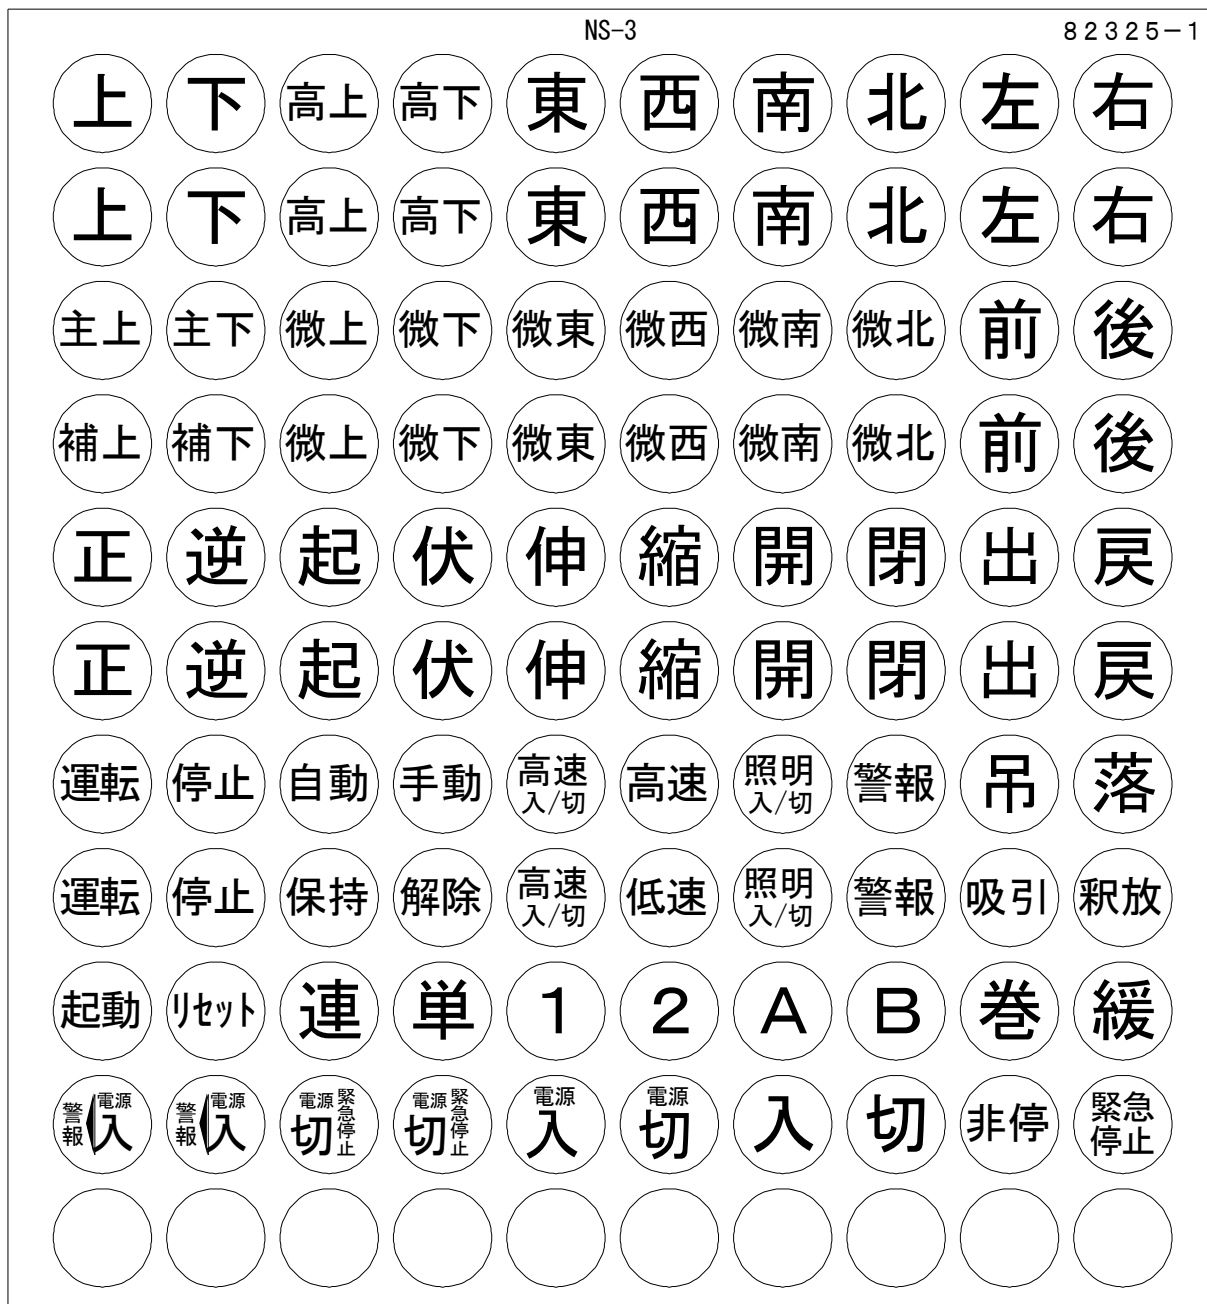 NS-3 82325-1
上 下 高上 高下 東 西 南 北 左 右
上 下 高上 高下 東 西 南 北 左 右
主上 主下 微上 微下 微東 微西 微南 微北 前 後
補上 補下 微上 微下 微東 微西 微南 微北 前 後
正 逆 起 伏 伸 縮 開 閉 出 戻
正 逆 起 伏 伸 縮 開 閉 出 戻
運転 停止 自動 手動 高速入/切 高速 照明入/切 警報 吊 落
運転 停止 保持 解除 高速入/切 低速 照明入/切 警報 吸引 釈放
起動 リセット 連 単 1 2 A B 巻 緩
警報 電源入 警報 電源入 電源切 緊急停止 電源切 緊急停止 電源入 電源切 入 切 非停 緊急停止